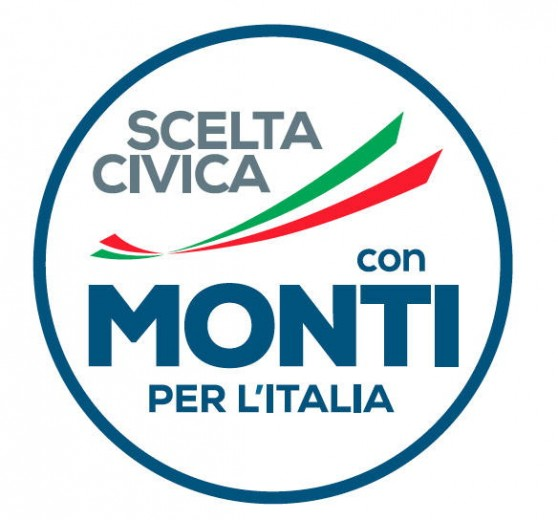 SCELTA
CIVICA
con
MONTI
PER L'ITALIA